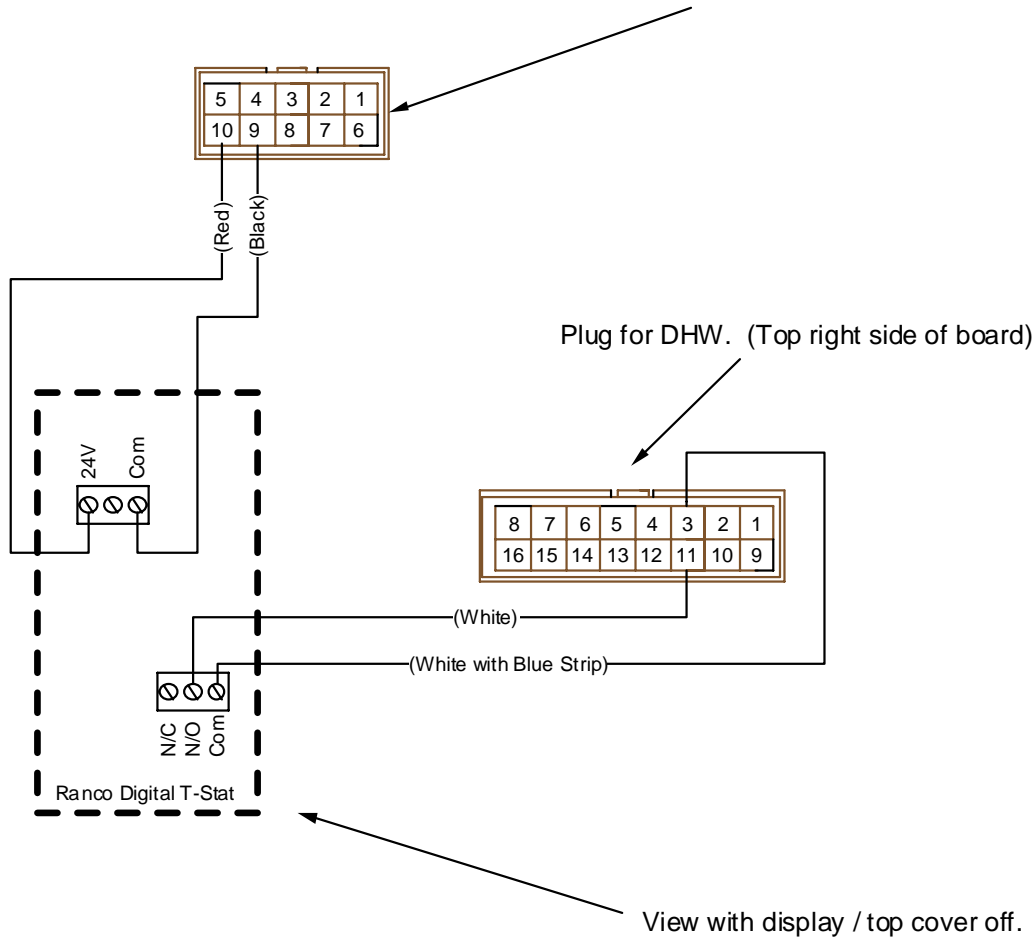 5 4 3 2 1
10 9 8 7 6
(Red)
(Black)
Plug for DHW. (Top right side of board)
24V
Com
8 7 6 5 4 3 2 1
16 15 14 13 12 11 10 9
(White)
(White with Blue Strip)
N/C
N/O
Com
Ranco Digital T-Stat
View with display / top cover off.